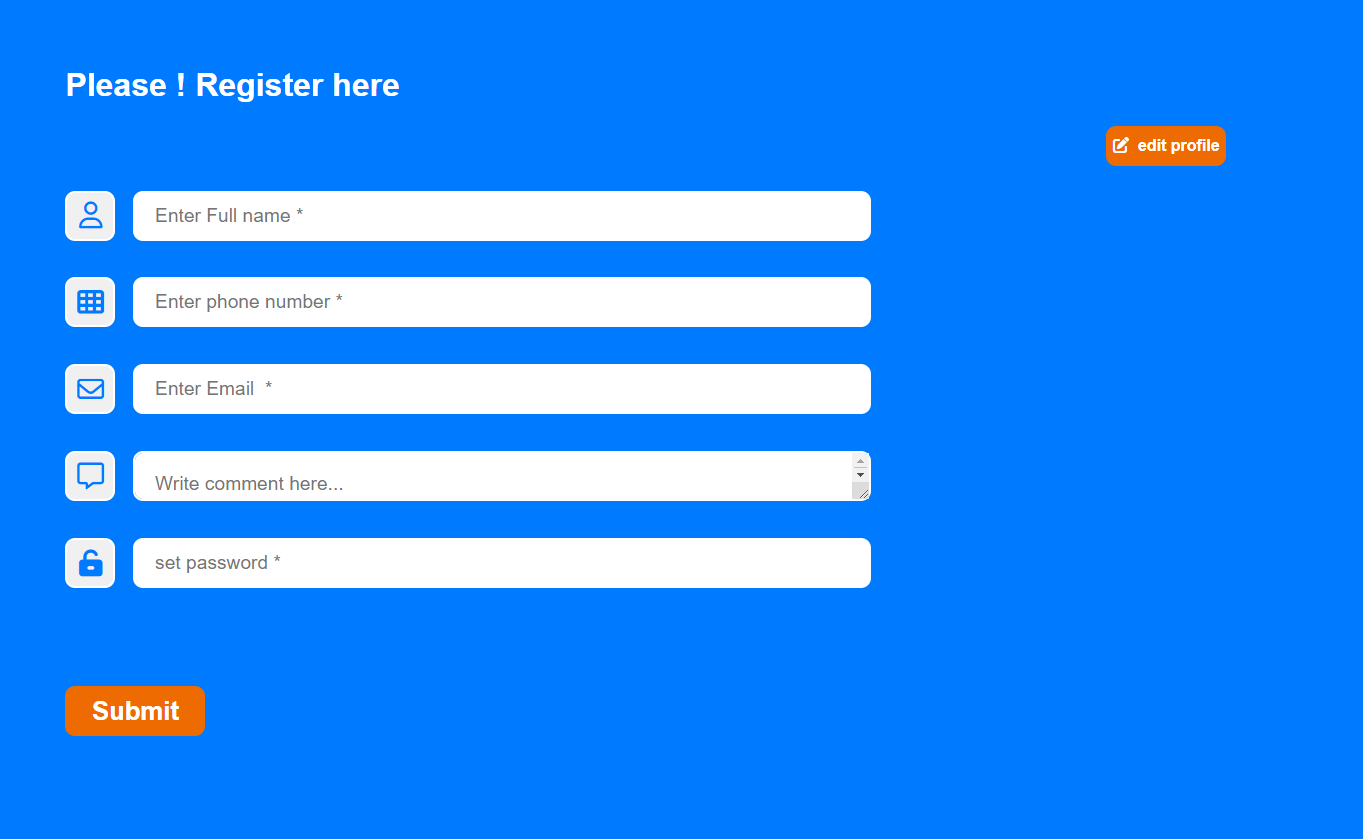 Please ! Register here
edit profile
Enter Full name *
Enter phone number *
Enter Email  *
Write comment here...
set password *
Submit